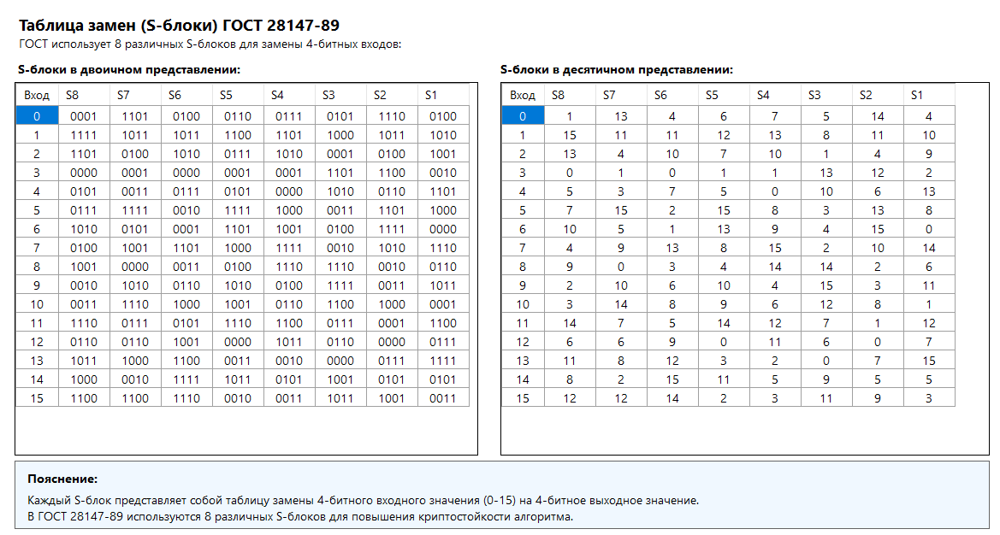 Таблица замен (S-блоки) ГОСТ 28147-89
ГОСТ использует 8 различных S-блоков для замены 4-битных входов:
S-блоки в двоичном представлении:
Вход S8 S7 S6 S5 S4 S3 S2 S1
0 0001 1101 0100 0110 0111 0101 1110 0100
1 1111 1011 1011 1100 1101 1000 1011 1010
2 1101 0100 1010 0111 1010 0001 0100 1001
3 0000 0001 0000 0001 0001 1101 1100 0010
4 0101 0011 0111 0101 0000 1010 0110 1101
5 0111 1111 0010 1111 1000 0011 1101 1000
6 1010 0101 0001 1101 1001 0100 1111 0000
7 0100 1001 1101 1000 1111 0010 1010 1110
8 1001 0000 0011 0100 1110 1110 0010 0110
9 0010 1010 0110 1010 0100 1111 0011 1011
10 0011 1110 1000 1001 0110 1100 1000 0001
11 1110 0111 0101 1110 1100 0111 0001 1100
12 0110 0110 1001 0000 1011 0110 0000 0111
13 1011 1000 1100 0011 0010 0000 0111 1111
14 1000 0010 1111 1011 0101 1001 0101 0101
15 1100 1100 1110 0010 0011 1011 1001 0011
S-блоки в десятичном представлении:
Вход S8 S7 S6 S5 S4 S3 S2 S1
0 1 13 4 6 7 5 14 4
1 15 11 11 12 13 8 11 10
2 13 4 10 7 10 1 4 9
3 0 1 0 1 1 13 12 2
4 5 3 7 5 0 10 6 13
5 7 15 2 15 8 3 13 8
6 10 5 1 13 9 4 15 0
7 4 9 13 8 15 2 10 14
8 9 0 3 4 14 14 2 6
9 2 10 6 10 4 15 3 11
10 3 14 8 9 6 12 8 1
11 14 7 5 14 12 7 1 12
12 6 6 9 0 11 6 0 7
13 11 8 12 3 2 0 7 15
14 8 2 15 11 5 9 5 5
15 12 12 14 2 3 11 9 3
Пояснение:
Каждый S-блок представляет собой таблицу замены 4-битного входного значения (0-15) на 4-битное выходное значение.
В ГОСТ 28147-89 используются 8 различных S-блоков для повышения криптостойкости алгоритма.